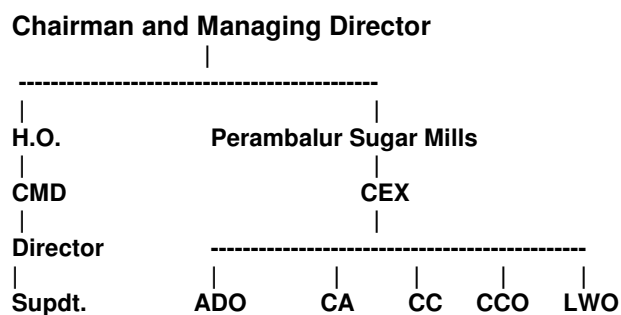 Chairman and Managing Director
|
---------------------------------------------
| |
H.O. Perambalur Sugar Mills
| |
CMD CEX
| |
Director -----------------------------------------------
| | | | | |
Supdt. ADO CA CC CCO LWO